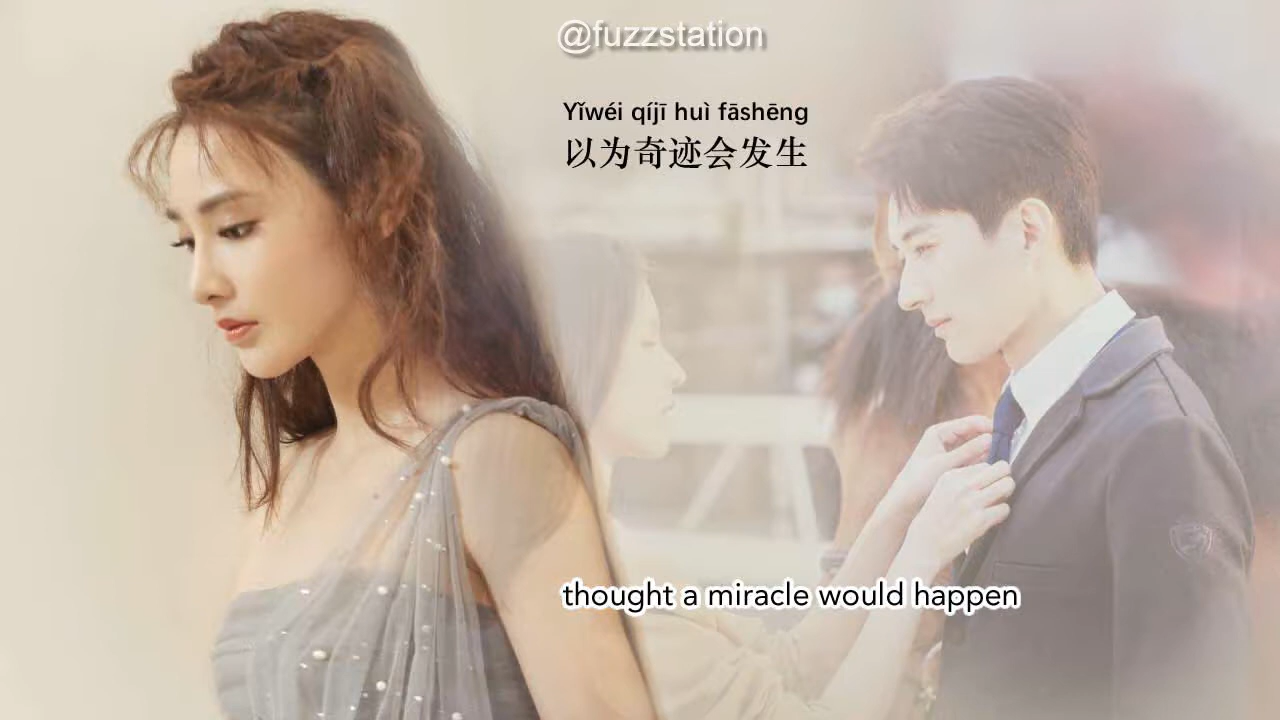 @fuzzstation
Yǐwéi qíjī huì fāshēng
以为奇迹会发生
thought a miracle would happen